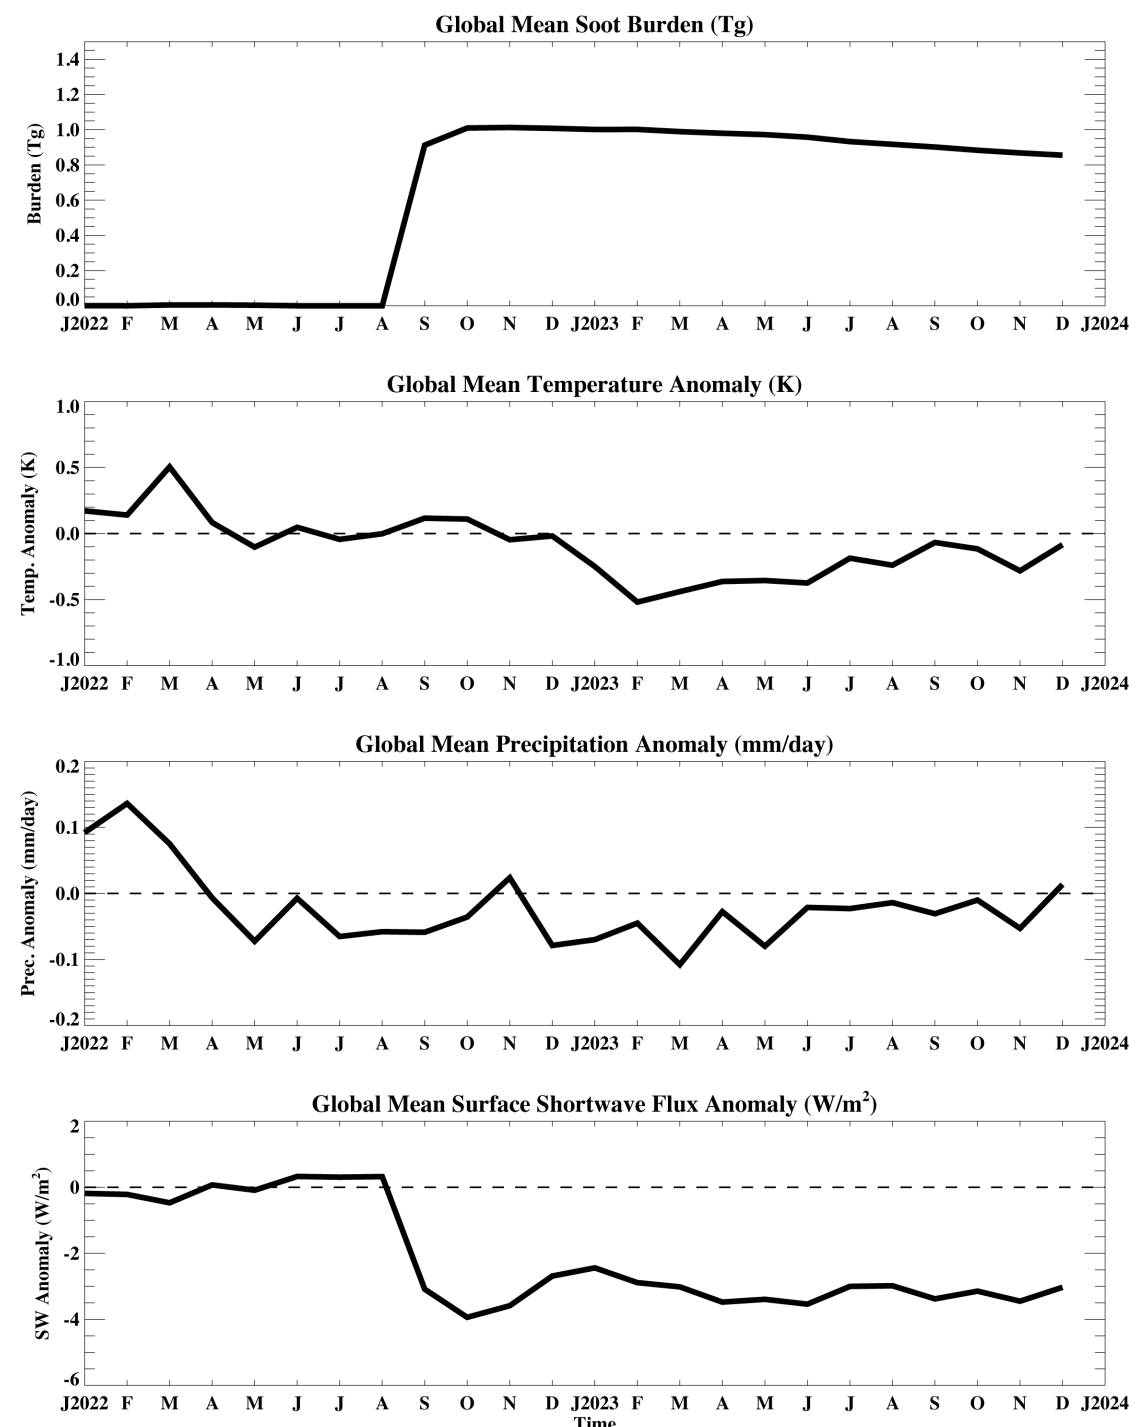 Global Mean Soot Burden (Tg)
Burden (Tg)
1.4
1.2
1.0
0.8
0.6
0.4
0.2
0.0
J2022 F M A M J J A S O N D J2023 F M A M J J A S O N D J2024
Global Mean Temperature Anomaly (K)
Temp. Anomaly (K)
1.0
0.5
0.0
-0.5
-1.0
J2022 F M A M J J A S O N D J2023 F M A M J J A S O N D J2024
Global Mean Precipitation Anomaly (mm/day)
Prec. Anomaly (mm/day)
0.2
0.1
0.0
-0.1
-0.2
J2022 F M A M J J A S O N D J2023 F M A M J J A S O N D J2024
Global Mean Surface Shortwave Flux Anomaly (W/m²)
SW Anomaly (W/m²)
2
0
-2
-4
-6
J2022 F M A M J J A S O N D J2023 F M A M J J A S O N D J2024
Time